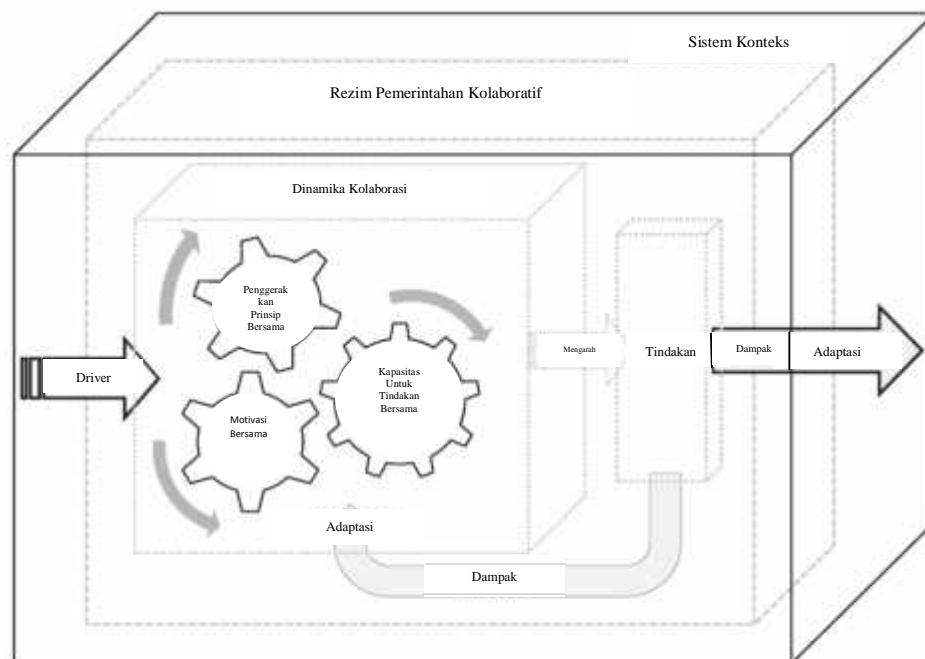 Sistem Konteks
Rezim Pemerintahan Kolaboratif
Dinamika Kolaborasi
Penggerak
kan
Prinsip
Bersama
Driver
Motivasi
Bersama
Kapasitas
Untuk
Tindakan
Bersama
Mengarah
Tindakan
Dampak
Adaptasi
Adaptasi
Dampak